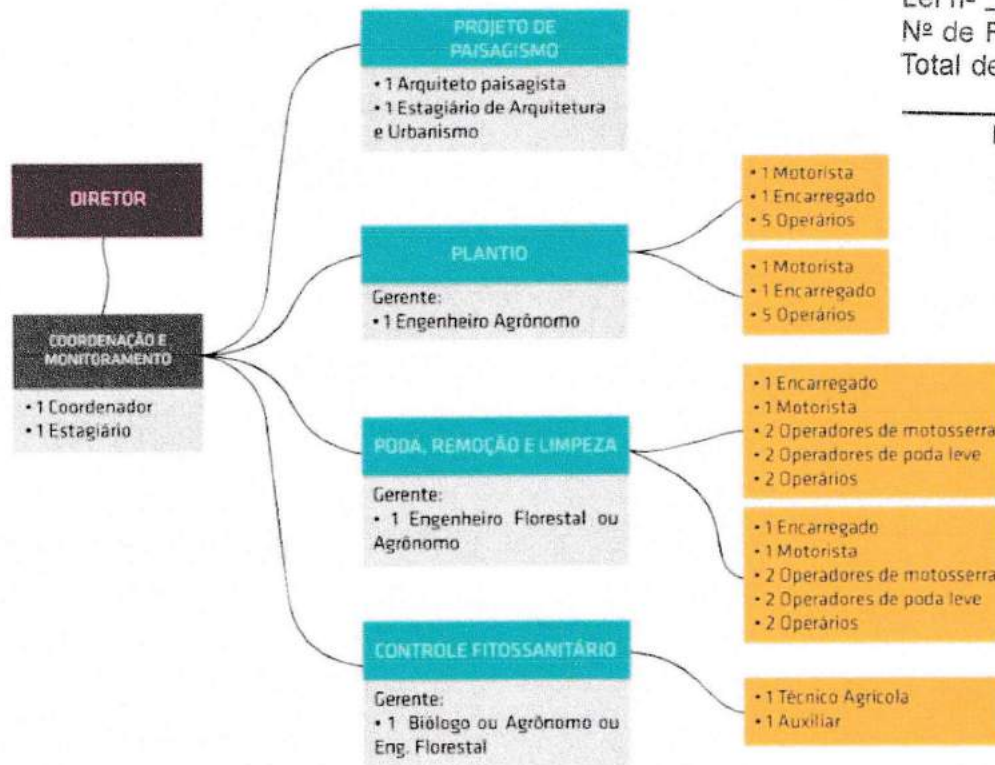 Nº de
Total de
PROJETO DE
PAISAGISMO
• 1 Arquiteto paisagista
• 1 Estagiário de Arquitetura
e Urbanismo
DIRETOR
COORDENAÇÃO E
MONITORAMENTO
• 1 Coordenador
• 1 Estagiário
PLANTIO
Gerente:
• 1 Engenheiro Agrônomo
• 1 Motorista
• 1 Encarregado
• 5 Operários
• 1 Motorista
• 1 Encarregado
• 5 Operários
PODA, REMOÇÃO E LIMPEZA
Gerente:
• 1 Engenheiro Florestal ou
Agrônomo
• 1 Encarregado
• 1 Motorista
• 2 Operadores de motosserra
• 2 Operadores de poda leve
• 2 Operários
• 1 Encarregado
• 1 Motorista
• 2 Operadores de motosserra
• 2 Operadores de poda leve
• 2 Operários
CONTROLE FITOSSANITÁRIO
Gerente:
• 1 Biólogo ou Agrônomo ou
Eng. Florestal
• 1 Técnico Agrícola
• 1 Auxiliar